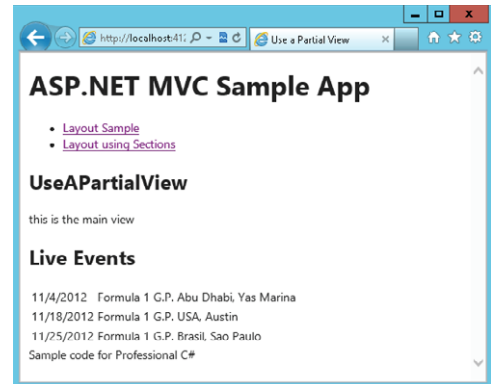 http://localhost:412
Use a Partial View
ASP.NET MVC Sample App
Layout Sample
Layout using Sections
UseAPartialView
this is the main view
Live Events
11/4/2012 Formula 1 G.P. Abu Dhabi, Yas Marina
11/18/2012 Formula 1 G.P. USA, Austin
11/25/2012 Formula 1 G.P. Brasil, Sao Paulo
Sample code for Professional C#